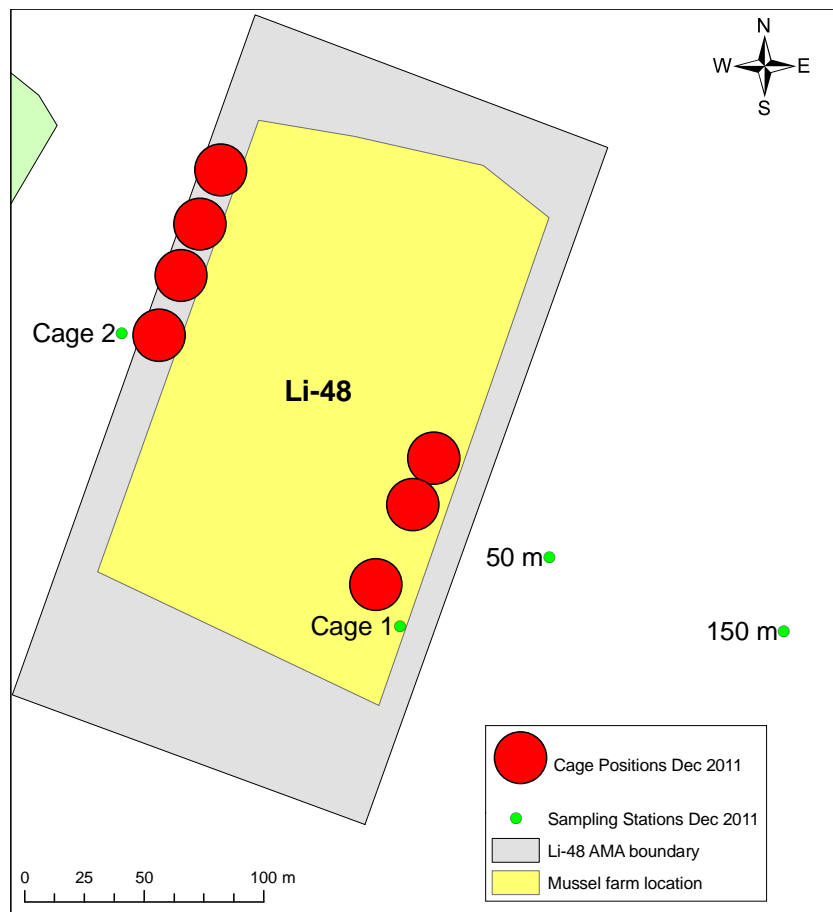 N
W E
S
Cage 2
Li-48
50 m
Cage 1
150 m
Cage Positions Dec 2011
Sampling Stations Dec 2011
Li-48 AMA boundary
Mussel farm location
0 25 50 100 m